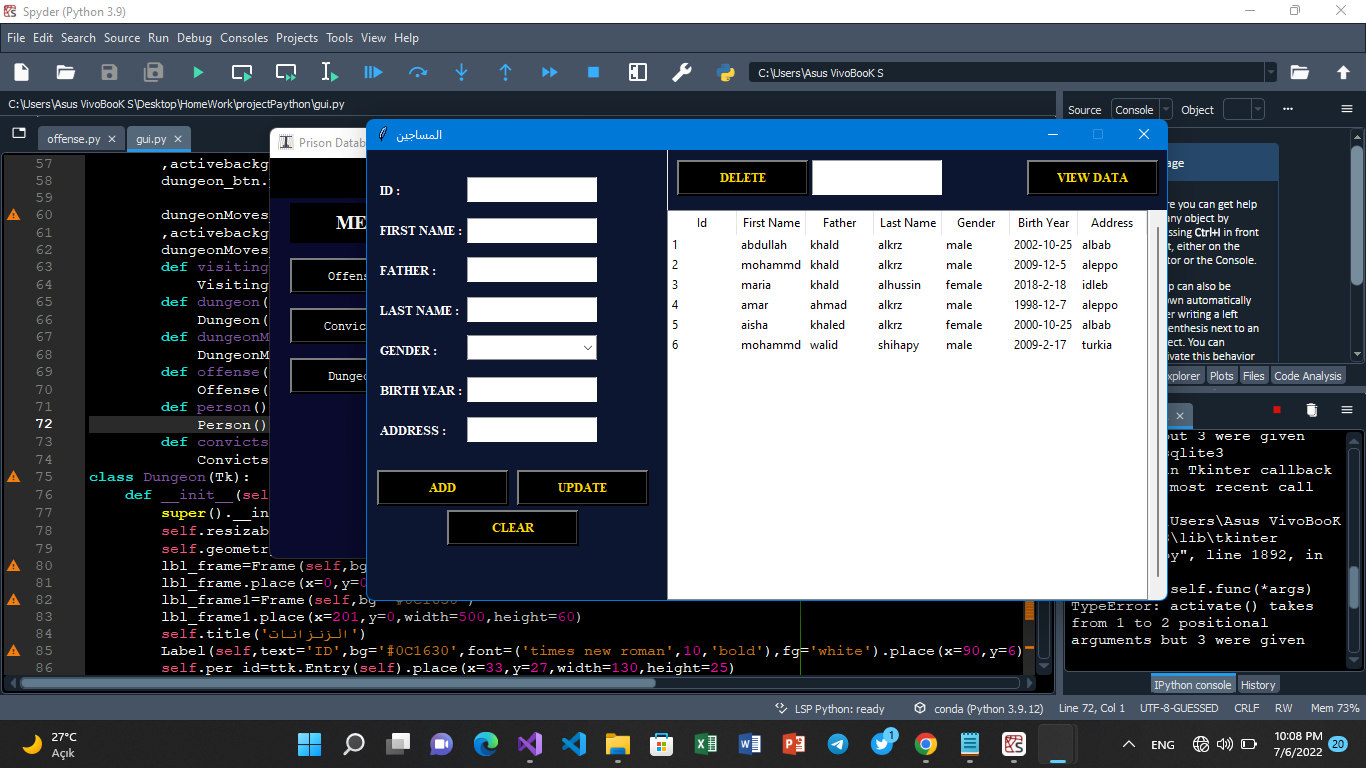 Spyder (Python 3.9)
File Edit Search Source Run Debug Consoles Projects Tools View Help
C:\Users\Asus VivoBooK S
C:\Users\Asus VivoBooK S\Desktop\HomeWork\projectPaython\gui.py
offense.py
gui.py
57 ,activebackg
58 dungeon_btn.
59
60 dungeonMoves
61 ,activebackg
62 dungeonMoves
63 def visiting
64 Visiting
65 def dungeon(
66 Dungeon(
67 def dungeonM
68 DungeonM
69 def offense(
70 Offense(
71 def person()
72 Person()
73 def convicts
74 Convicts
75 class Dungeon(Tk):
76 def __init__(sel
77 super().__in
78 self.resizab
79 self.geometr
80 lbl_frame=Frame(self,bg=
81 lbl_frame.place(x=0,y=0
82 lbl_frame1=Frame(self,bg='#0C1630')
83 lbl_frame1.place(x=201,y=0,width=500,height=60)
84 self.title('الزنزانات')
85 Label(self,text='ID',bg='#0C1630',font=('times new roman',10,'bold'),fg='white').place(x=90,y=6)
86 self.per_id=ttk.Entry(self).place(x=33,y=27,width=130,height=25)
Prison Datab
ME
Offens
Convic
Dungeo
المساجين
ID :
FIRST NAME :
FATHER :
LAST NAME :
GENDER :
BIRTH YEAR :
ADDRESS :
ADD
UPDATE
CLEAR
DELETE
VIEW DATA
Id First Name Father Last Name Gender Birth Year Address
1 abdullah khald alkrz male 2002-10-25 albab
2 mohammd khald alkrz male 2009-12-5 aleppo
3 maria khald alhussin female 2018-2-18 idleb
4 amar ahmad alkrz male 1998-12-7 aleppo
5 aisha khaled alkrz female 2000-10-25 albab
6 mohammd walid shihapy male 2009-2-17 turkia
Source Console Object
age
re you can get help
any object by
ssing Ctrl+I in front
t, either on the
tor or the Console.
p can also be
wn automatically
er writing a left
enthesis next to an
ect. You can
ivate this behavior
xplorer Plots Files Code Analysis
ut 3 were given
sqlite3
in Tkinter callback
most recent call
Users\Asus VivoBooK
3\lib\tkinter
py", line 1892, in
self.func(*args)
TypeError: activate() takes
from 1 to 2 positional
arguments but 3 were given
IPython console History
LSP Python: ready
conda (Python 3.9.12)
Line 72, Col 1
UTF-8-GUESSED
CRLF
RW
Mem 73%
27°C
Açık
1
ENG
10:08 PM
7/6/2022
20